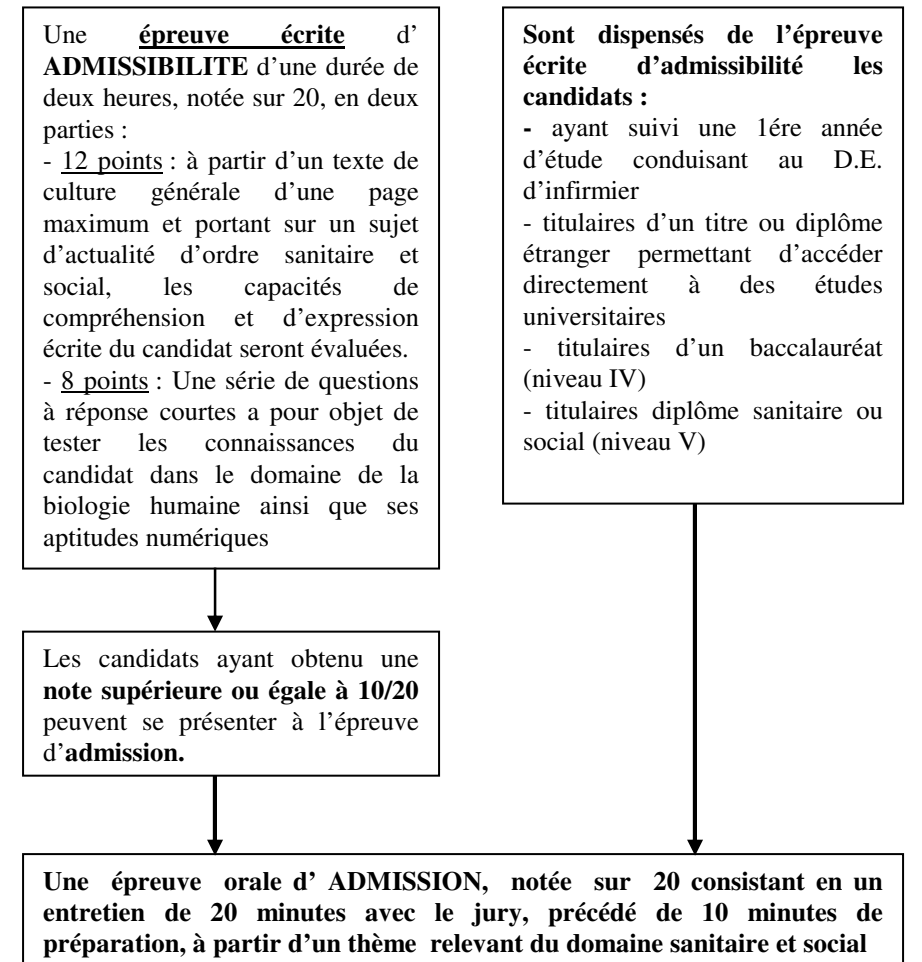 Une épreuve écrite d’
ADMISSIBILITE d’une durée de
deux heures, notée sur 20, en deux
parties :
- 12 points : à partir d’un texte de
culture générale d’une page
maximum et portant sur un sujet
d’actualité d’ordre sanitaire et
social, les capacités de
compréhension et d’expression
écrite du candidat seront évaluées.
- 8 points : Une série de questions
à réponse courtes a pour objet de
tester les connaissances du
candidat dans le domaine de la
biologie humaine ainsi que ses
aptitudes numériques
Sont dispensés de l’épreuve
écrite d’admissibilité les
candidats :
- ayant suivi une 1ére année
d’étude conduisant au D.E.
d’infirmier
- titulaires d’un titre ou diplôme
étranger permettant d’accéder
directement à des études
universitaires
- titulaires d’un baccalauréat
(niveau IV)
- titulaires diplôme sanitaire ou
social (niveau V)
Les candidats ayant obtenu une
note supérieure ou égale à 10/20
peuvent se présenter à l’épreuve
d’admission.
Une épreuve orale d’ ADMISSION, notée sur 20 consistant en un
entretien de 20 minutes avec le jury, précédé de 10 minutes de
préparation, à partir d’un thème relevant du domaine sanitaire et social